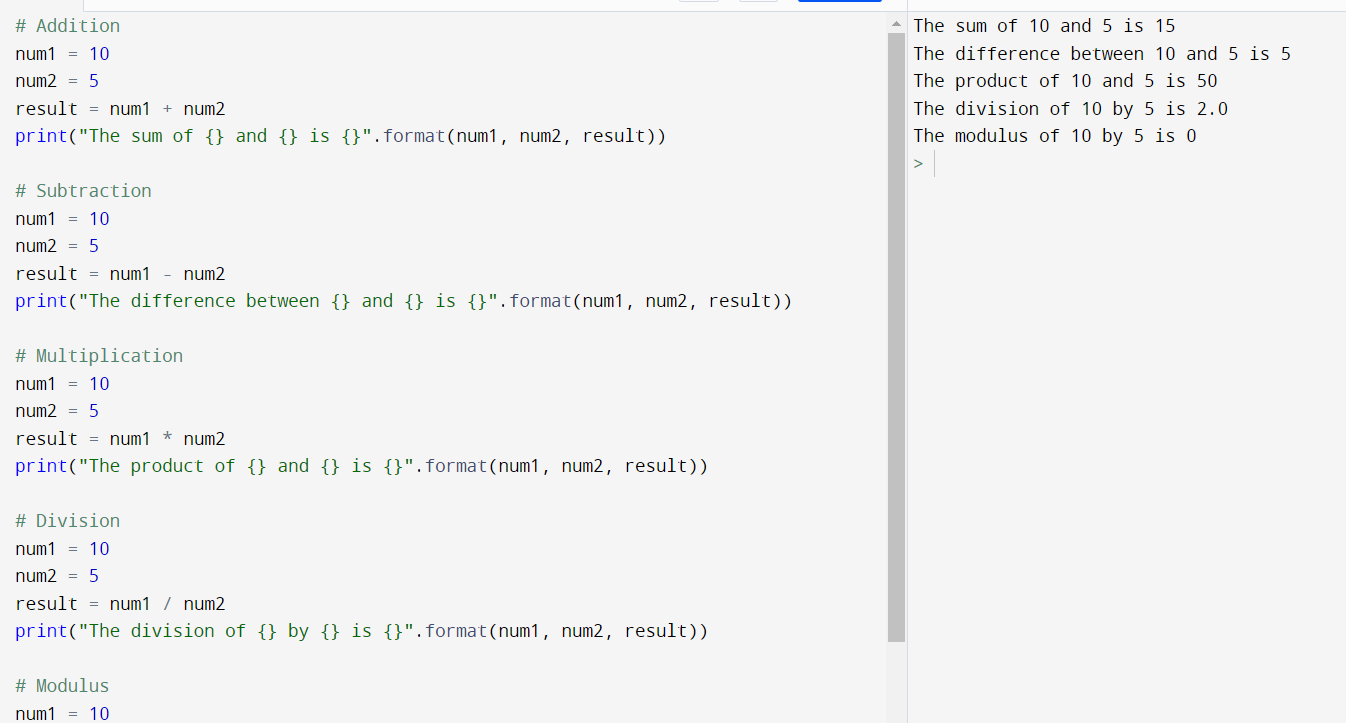 # Addition
num1 = 10
num2 = 5
result = num1 + num2
print("The sum of {} and {} is {}".format(num1, num2, result))

# Subtraction
num1 = 10
num2 = 5
result = num1 - num2
print("The difference between {} and {} is {}".format(num1, num2, result))

# Multiplication
num1 = 10
num2 = 5
result = num1 * num2
print("The product of {} and {} is {}".format(num1, num2, result))

# Division
num1 = 10
num2 = 5
result = num1 / num2
print("The division of {} by {} is {}".format(num1, num2, result))

# Modulus
num1 = 10

The sum of 10 and 5 is 15
The difference between 10 and 5 is 5
The product of 10 and 5 is 50
The division of 10 by 5 is 2.0
The modulus of 10 by 5 is 0
>